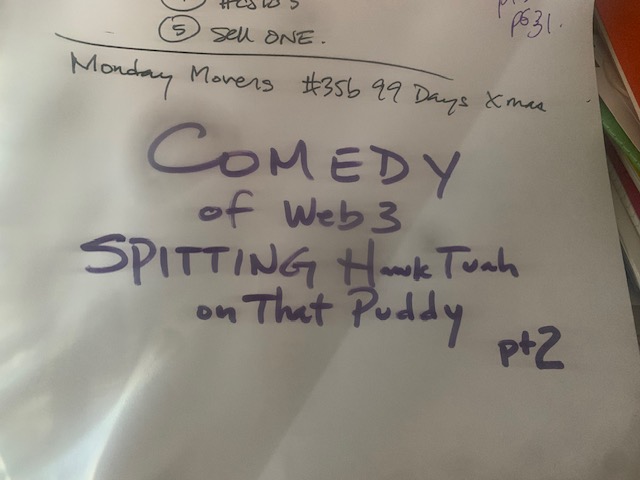 ⑤ SELL ONE.
P631.
Monday Movers #356 99 Days Xmas
COMEDY
of Web3
SPITTING Hawk Tuah
on That Puddy
pt2